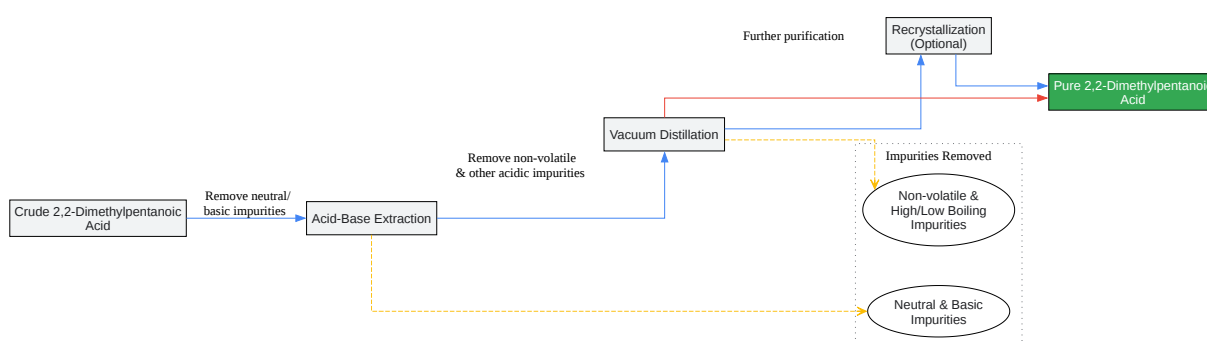 Further purification
Recrystallization
(Optional)
Pure 2,2-Dimethylpentanoic
Acid
Vacuum Distillation
Remove non-volatile
& other acidic impurities
Impurities Removed
Remove neutral/
basic impurities
Crude 2,2-Dimethylpentanoic
Acid
Acid-Base Extraction
Non-volatile &
High/Low Boiling
Impurities
Neutral & Basic
Impurities